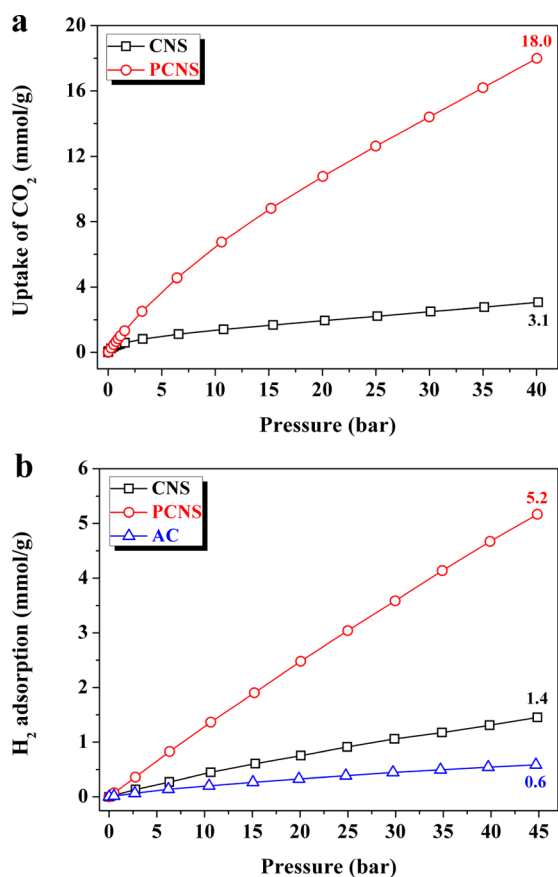 a
CNS
PCNS
18.0
3.1
20
16
12
8
4
0
Uptake of CO₂ (mmol/g)
0 5 10 15 20 25 30 35 40
Pressure (bar)
b
CNS
PCNS
AC
5.2
1.4
0.6
6
5
4
3
2
1
0
H₂ adsorption (mmol/g)
0 5 10 15 20 25 30 35 40 45
Pressure (bar)